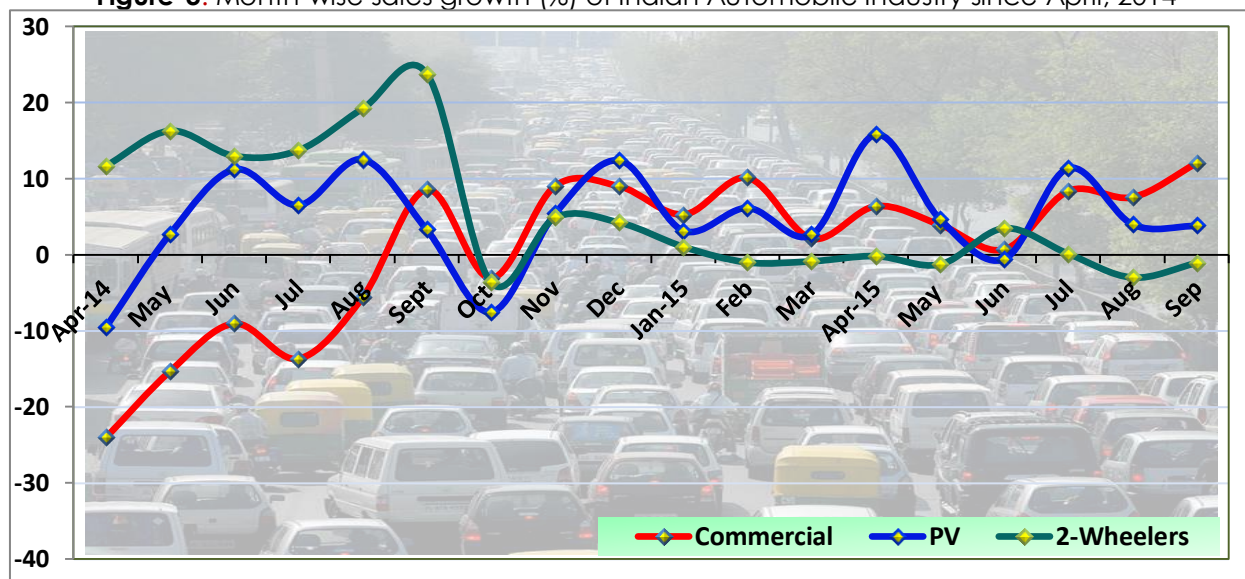 Figure 6: Month wise sales growth (%) of Indian Automobile Industry since April, 2014
30
20
10
0
-10
-20
-30
-40
Apr-14 May Jun Jul Aug Sept Oct Nov Dec Jan-15 Feb Mar Apr-15 May Jun Jul Aug Sep
Commercial PV 2-Wheelers